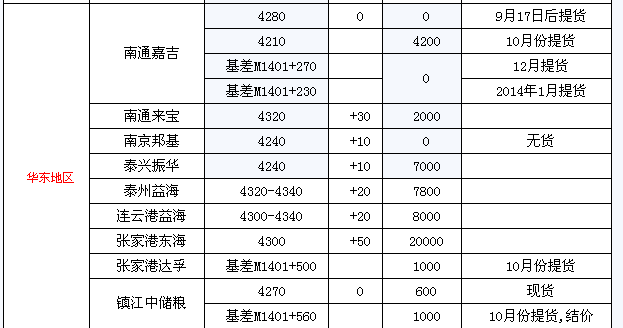 4280 0 0 9月17日后提货
南通嘉吉 4210 4200 10月份提货
基差M1401+270 0 12月提货
基差M1401+230 2014年1月提货
南通来宝 4320 +30 2000
南京邦基 4240 +10 0 无货
华东地区 泰兴振华 4240 +10 7000
泰州益海 4320-4340 +20 7800
连云港益海 4300-4340 +20 8000
张家港东海 4300 +50 20000
张家港达孚 基差M1401+500 1000 10月份提货
镇江中储粮 4270 0 600 现货
基差M1401+560 1000 10月份提货,结价